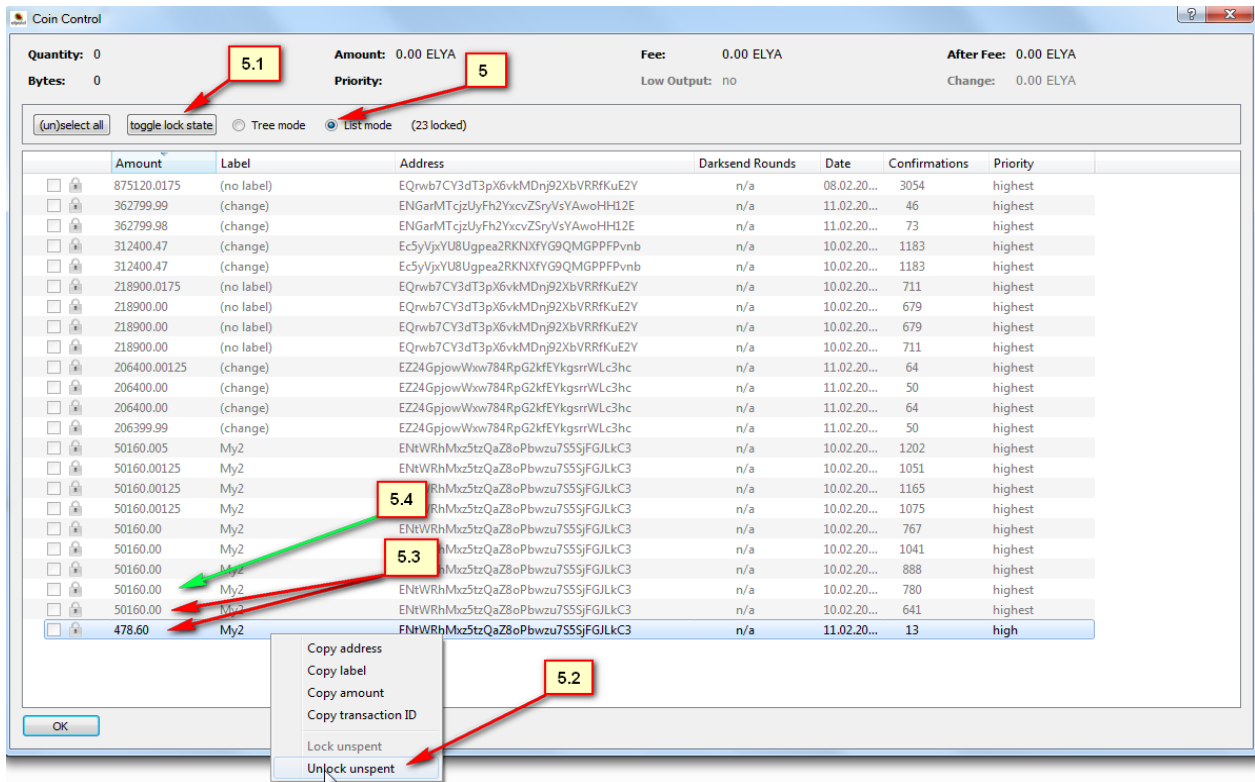 Coin Control
Quantity: 0 Amount: 0.00 ELYA Fee: 0.00 ELYA After Fee: 0.00 ELYA
5.1
5
Bytes: 0 Priority: Low Output: no Change: 0.00 ELYA
(un)select all toggle lock state Tree mode List mode (23 locked)
Amount Label Address Darksend Rounds Date Confirmations Priority
875120.0175 (no label) EQrwb7CY3dT3pX6vkMDnj92XbVRRfKuE2Y n/a 08.02.20... 3054 highest
362799.99 (change) ENGarMTcjzUyFh2YxcvZSryVsYAwoHH12E n/a 11.02.20... 46 highest
362799.98 (change) ENGarMTcjzUyFh2YxcvZSryVsYAwoHH12E n/a 11.02.20... 73 highest
312400.47 (change) Ec5yVjxYU8Ugpea2RKNXfYG9QMGPPFPvnb n/a 10.02.20... 1183 highest
312400.47 (change) Ec5yVjxYU8Ugpea2RKNXfYG9QMGPPFPvnb n/a 10.02.20... 1183 highest
218900.0175 (no label) EQrwb7CY3dT3pX6vkMDnj92XbVRRfKuE2Y n/a 10.02.20... 711 highest
218900.00 (no label) EQrwb7CY3dT3pX6vkMDnj92XbVRRfKuE2Y n/a 10.02.20... 679 highest
218900.00 (no label) EQrwb7CY3dT3pX6vkMDnj92XbVRRfKuE2Y n/a 10.02.20... 679 highest
218900.00 (no label) EQrwb7CY3dT3pX6vkMDnj92XbVRRfKuE2Y n/a 10.02.20... 711 highest
206400.00125 (change) EZ24GpjowWxw784RpG2kfEYkgsrrWLc3hc n/a 11.02.20... 64 highest
206400.00 (change) EZ24GpjowWxw784RpG2kfEYkgsrrWLc3hc n/a 11.02.20... 50 highest
206400.00 (change) EZ24GpjowWxw784RpG2kfEYkgsrrWLc3hc n/a 11.02.20... 64 highest
206399.99 (change) EZ24GpjowWxw784RpG2kfEYkgsrrWLc3hc n/a 11.02.20... 50 highest
50160.005 My2 ENtWRhMxz5tzQaZ8oPbwzu7S5SjFGJLkC3 n/a 10.02.20... 1202 highest
50160.00125 My2 ENtWRhMxz5tzQaZ8oPbwzu7S5SjFGJLkC3 n/a 10.02.20... 1051 highest
50160.00125 My2 RhMxz5tzQaZ8oPbwzu7S5SjFGJLkC3 n/a 10.02.20... 1165 highest
5.4
50160.00125 My2 RhMxz5tzQaZ8oPbwzu7S5SjFGJLkC3 n/a 10.02.20... 1075 highest
50160.00 My2 ENtWRhMxz5tzQaZ8oPbwzu7S5SjFGJLkC3 n/a 10.02.20... 767 highest
50160.00 My2 hMxz5tzQaZ8oPbwzu7S5SjFGJLkC3 n/a 10.02.20... 1041 highest
5.3
50160.00 My2 hMxz5tzQaZ8oPbwzu7S5SjFGJLkC3 n/a 10.02.20... 888 highest
50160.00 My2 ENtWRhMxz5tzQaZ8oPbwzu7S5SjFGJLkC3 n/a 10.02.20... 780 highest
50160.00 My2 ENtWRhMxz5tzQaZ8oPbwzu7S5SjFGJLkC3 n/a 10.02.20... 641 highest
478.60 My2 ENtWRhMxz5tzQaZ8oPbwzu7S5SjFGJLkC3 n/a 11.02.20... 13 high
Copy address
Copy label
5.2
Copy amount
Copy transaction ID
OK
Lock unspent
Unlock unspent